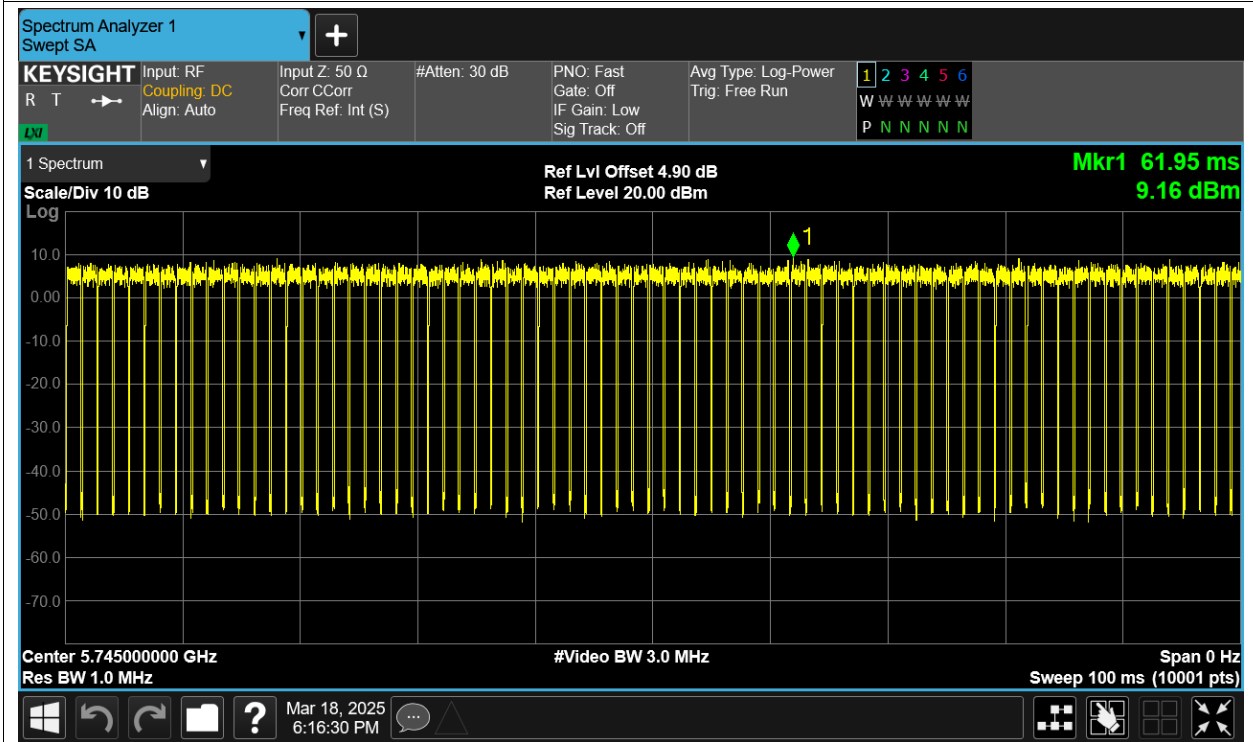 Spectrum Analyzer 1
Swept SA
KEYSIGHT
R T
LXI
Input: RF
Coupling: DC
Align: Auto
Input Z: 50 Ω
Corr CCorr
Freq Ref: Int (S)
#Atten: 30 dB
PNO: Fast
Gate: Off
IF Gain: Low
Sig Track: Off
Avg Type: Log-Power
Trig: Free Run
1 2 3 4 5 6
W W W W W W
P N N N N N
1 Spectrum
Scale/Div 10 dB
Log
Ref Lvl Offset 4.90 dB
Ref Level 20.00 dBm
Mkr1 61.95 ms
9.16 dBm
1
10.0
0.00
-10.0
-20.0
-30.0
-40.0
-50.0
-60.0
-70.0
Center 5.745000000 GHz
Res BW 1.0 MHz
#Video BW 3.0 MHz
Span 0 Hz
Sweep 100 ms (10001 pts)
?
Mar 18, 2025
6:16:30 PM